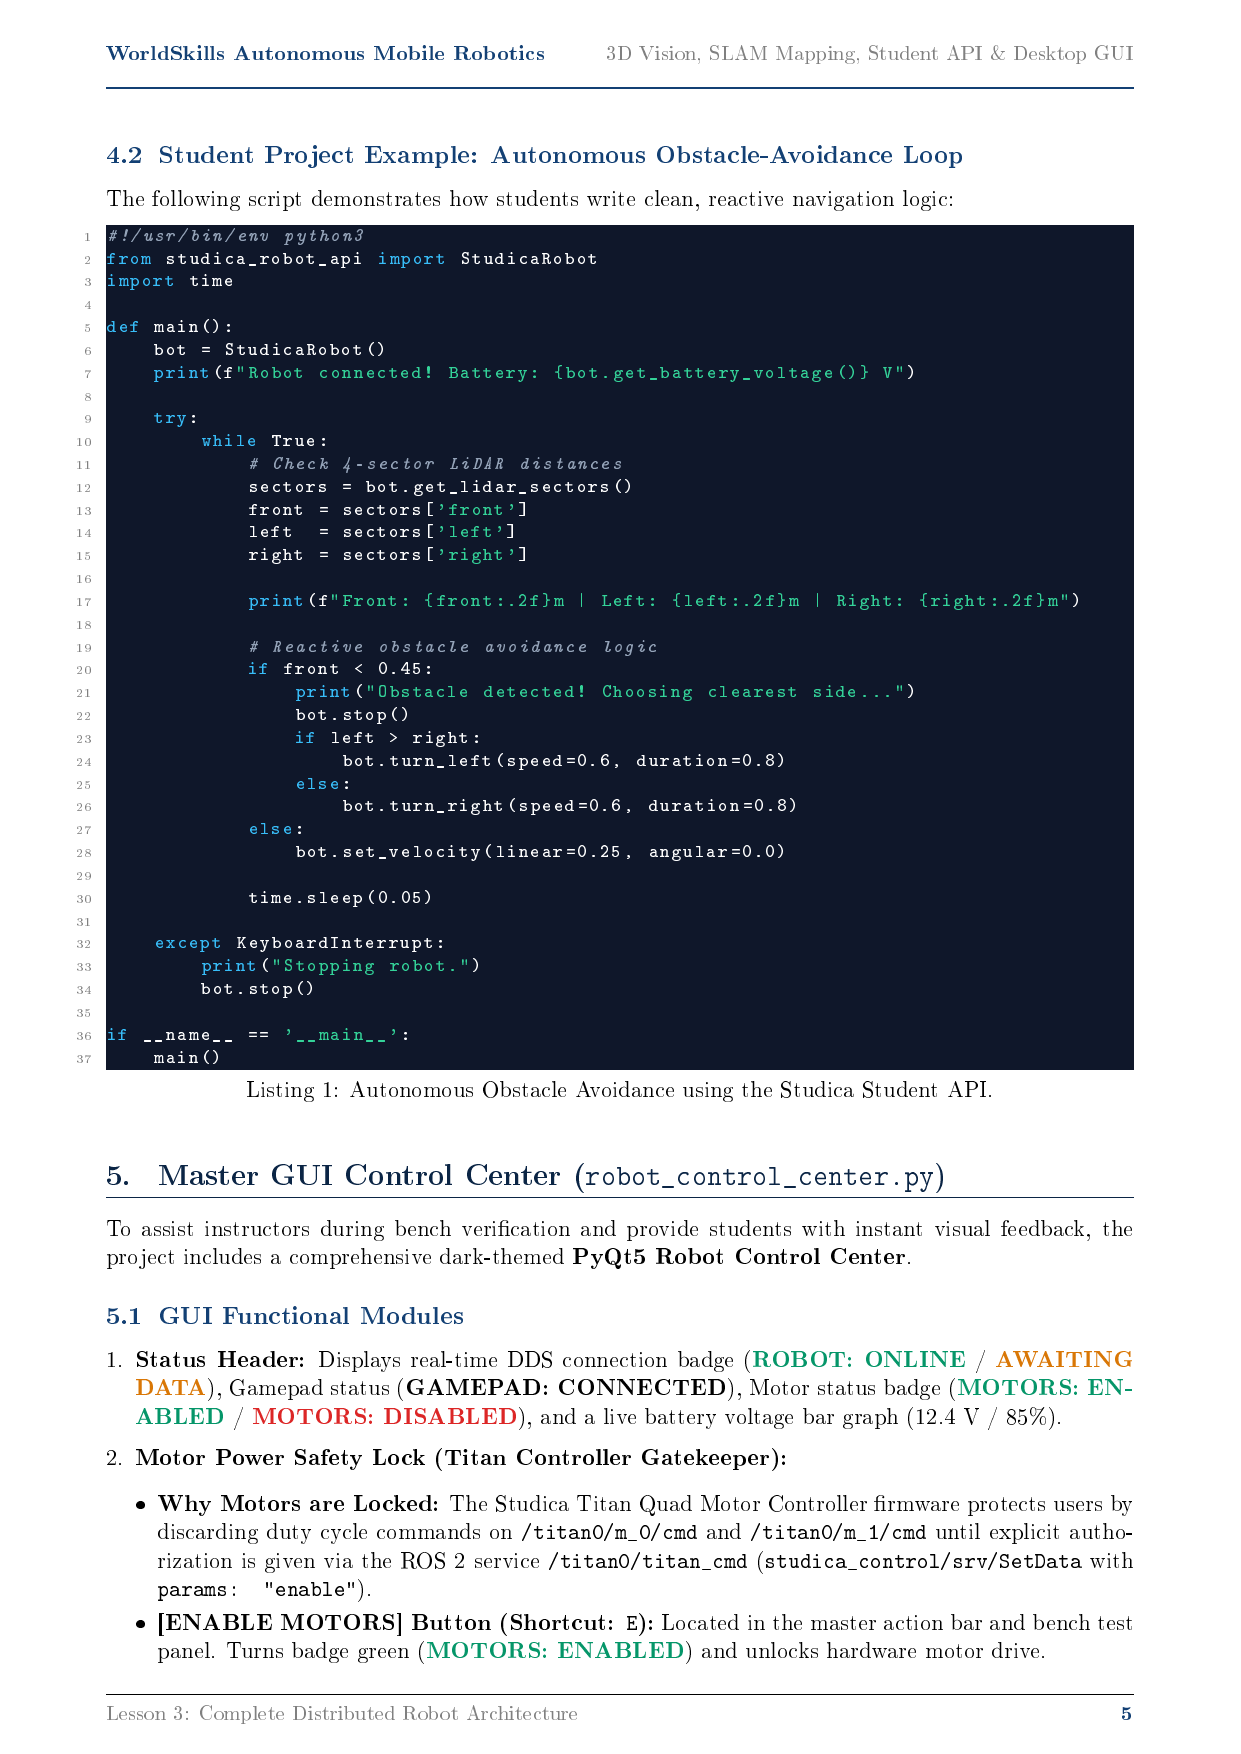 WorldSkills Autonomous Mobile Robotics 3D Vision, SLAM Mapping, Student API & Desktop GUI
4.2 Student Project Example: Autonomous Obstacle-Avoidance Loop
The following script demonstrates how students write clean, reactive navigation logic:
1 #!/usr/bin/env python3
2 from studica_robot_api import StudicaRobot
3 import time
4
5 def main():
6     bot = StudicaRobot()
7     print(f"Robot connected! Battery: {bot.get_battery_voltage()} V")
8
9     try:
10         while True:
11             # Check 4-sector LiDAR distances
12             sectors = bot.get_lidar_sectors()
13             front = sectors['front']
14             left  = sectors['left']
15             right = sectors['right']
16
17             print(f"Front: {front:.2f}m | Left: {left:.2f}m | Right: {right:.2f}m")
18
19             # Reactive obstacle avoidance logic
20             if front < 0.45:
21                 print("Obstacle detected! Choosing clearest side...")
22                 bot.stop()
23                 if left > right:
24                     bot.turn_left(speed=0.6, duration=0.8)
25                 else:
26                     bot.turn_right(speed=0.6, duration=0.8)
27             else:
28                 bot.set_velocity(linear=0.25, angular=0.0)
29
30             time.sleep(0.05)
31
32     except KeyboardInterrupt:
33         print("Stopping robot.")
34         bot.stop()
35
36 if __name__ == '__main__':
37     main()
Listing 1: Autonomous Obstacle Avoidance using the Studica Student API.
5. Master GUI Control Center (robot_control_center.py)
To assist instructors during bench verification and provide students with instant visual feedback, the
project includes a comprehensive dark-themed PyQt5 Robot Control Center.
5.1 GUI Functional Modules
1. Status Header: Displays real-time DDS connection badge (ROBOT: ONLINE / AWAITING
DATA), Gamepad status (GAMEPAD: CONNECTED), Motor status badge (MOTORS: EN-
ABLED / MOTORS: DISABLED), and a live battery voltage bar graph (12.4 V / 85%).
2. Motor Power Safety Lock (Titan Controller Gatekeeper):
• Why Motors are Locked: The Studica Titan Quad Motor Controller firmware protects users by
discarding duty cycle commands on /titan0/m_0/cmd and /titan0/m_1/cmd until explicit autho-
rization is given via the ROS 2 service /titan0/titan_cmd (studica_control/srv/SetData with
params: "enable").
• [ENABLE MOTORS] Button (Shortcut: E): Located in the master action bar and bench test
panel. Turns badge green (MOTORS: ENABLED) and unlocks hardware motor drive.
Lesson 3: Complete Distributed Robot Architecture 5